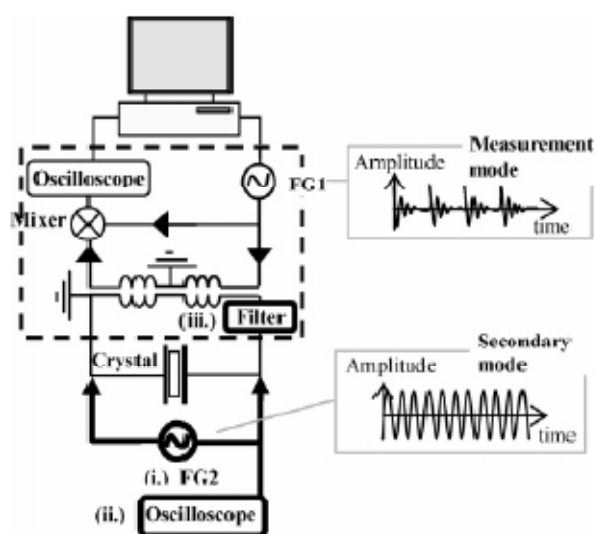 Oscilloscope
FG1
Mixer
(iii.) Filter
Crystal
(i.) FG2
(ii.) Oscilloscope
Measurement
mode
Amplitude
time
Secondary
mode
Amplitude
time